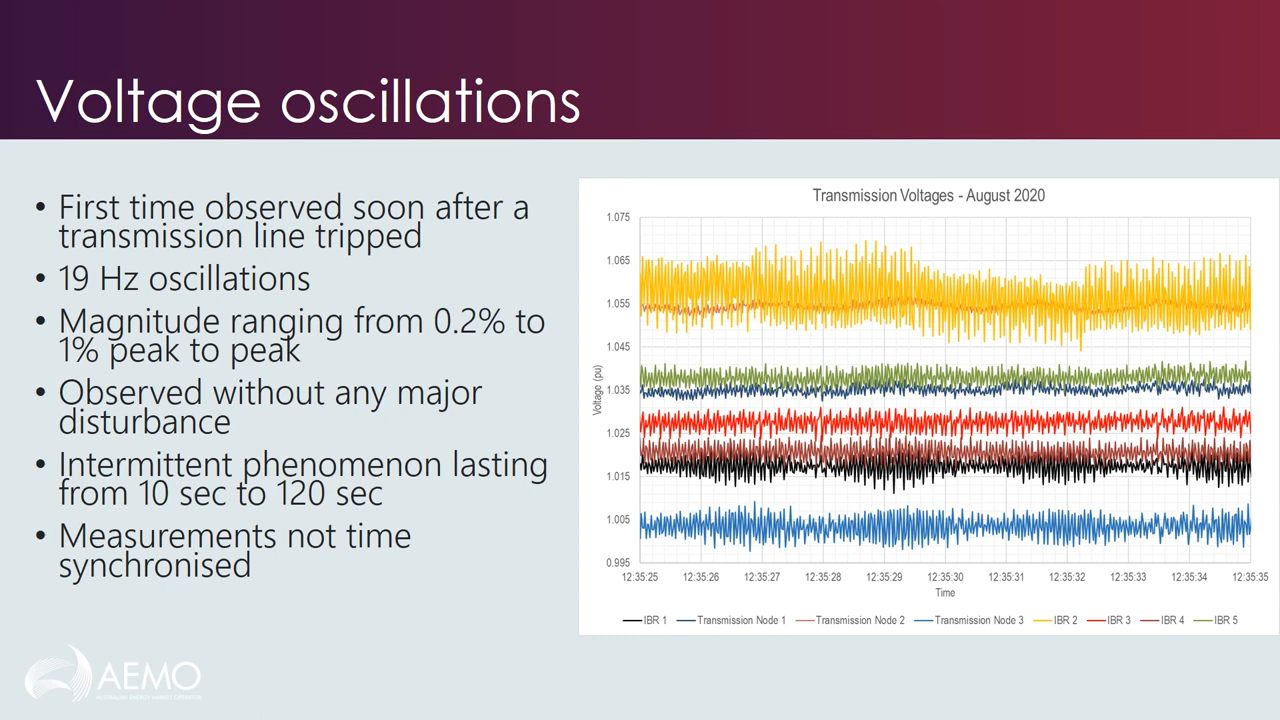 Voltage oscillations
• First time observed soon after a
transmission line tripped
• 19 Hz oscillations
• Magnitude ranging from 0.2% to
1% peak to peak
• Observed without any major
disturbance
• Intermittent phenomenon lasting
from 10 sec to 120 sec
• Measurements not time
synchronised
Transmission Voltages - August 2020
1.075
1.065
1.055
1.045
1.035
1.025
1.015
1.005
0.995
Voltage (pu)
12:35:25 12:35:26 12:35:27 12:35:28 12:35:29 12:35:30 12:35:31 12:35:32 12:35:33 12:35:34 12:35:35
Time
IBR 1 Transmission Node 1 Transmission Node 2 Transmission Node 3 IBR 2 IBR 3 IBR 4 IBR 5
AEMO
AUSTRALIAN ENERGY MARKET OPERATOR